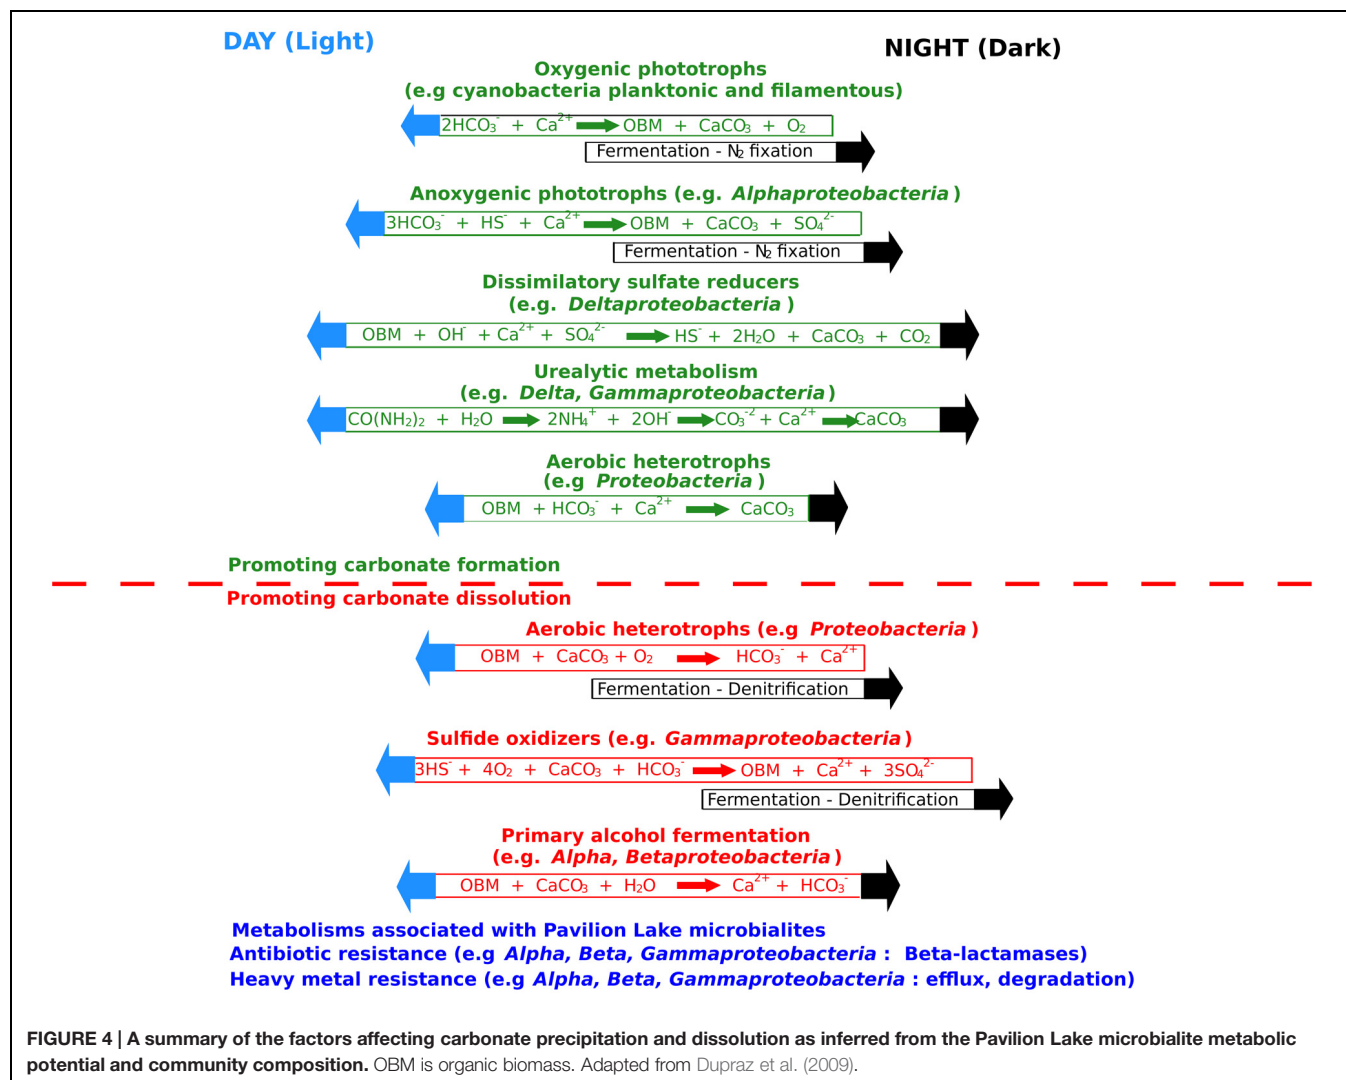 DAY (Light)
NIGHT (Dark)
Oxygenic phototrophs
(e.g cyanobacteria planktonic and filamentous)
2HCO₃⁻ + Ca²⁺ → OBM + CaCO₃ + O₂
Fermentation - N₂ fixation
Anoxygenic phototrophs (e.g. Alphaproteobacteria)
3HCO₃⁻ + HS⁻ + Ca²⁺ → OBM + CaCO₃ + SO₄²⁻
Fermentation - N₂ fixation
Dissimilatory sulfate reducers
(e.g. Deltaproteobacteria)
OBM + OH⁻ + Ca²⁺ + SO₄²⁻ → HS⁻ + 2H₂O + CaCO₃ + CO₂
Urealytic metabolism
(e.g. Delta, Gammaproteobacteria)
CO(NH₂)₂ + H₂O → 2NH₄⁺ + 2OH⁻ → CO₃⁻² + Ca²⁺ → CaCO₃
Aerobic heterotrophs
(e.g Proteobacteria)
OBM + HCO₃⁻ + Ca²⁺ → CaCO₃
Promoting carbonate formation
Promoting carbonate dissolution
Aerobic heterotrophs (e.g Proteobacteria)
OBM + CaCO₃ + O₂ → HCO₃⁻ + Ca²⁺
Fermentation - Denitrification
Sulfide oxidizers (e.g. Gammaproteobacteria)
3HS⁻ + 4O₂ + CaCO₃ + HCO₃⁻ → OBM + Ca²⁺ + 3SO₄²⁻
Fermentation - Denitrification
Primary alcohol fermentation
(e.g. Alpha, Betaproteobacteria)
OBM + CaCO₃ + H₂O → Ca²⁺ + HCO₃⁻
Metabolisms associated with Pavilion Lake microbialites
Antibiotic resistance (e.g Alpha, Beta, Gammaproteobacteria : Beta-lactamases)
Heavy metal resistance (e.g Alpha, Beta, Gammaproteobacteria : efflux, degradation)
FIGURE 4 | A summary of the factors affecting carbonate precipitation and dissolution as inferred from the Pavilion Lake microbialite metabolic
potential and community composition. OBM is organic biomass. Adapted from Dupraz et al. (2009).